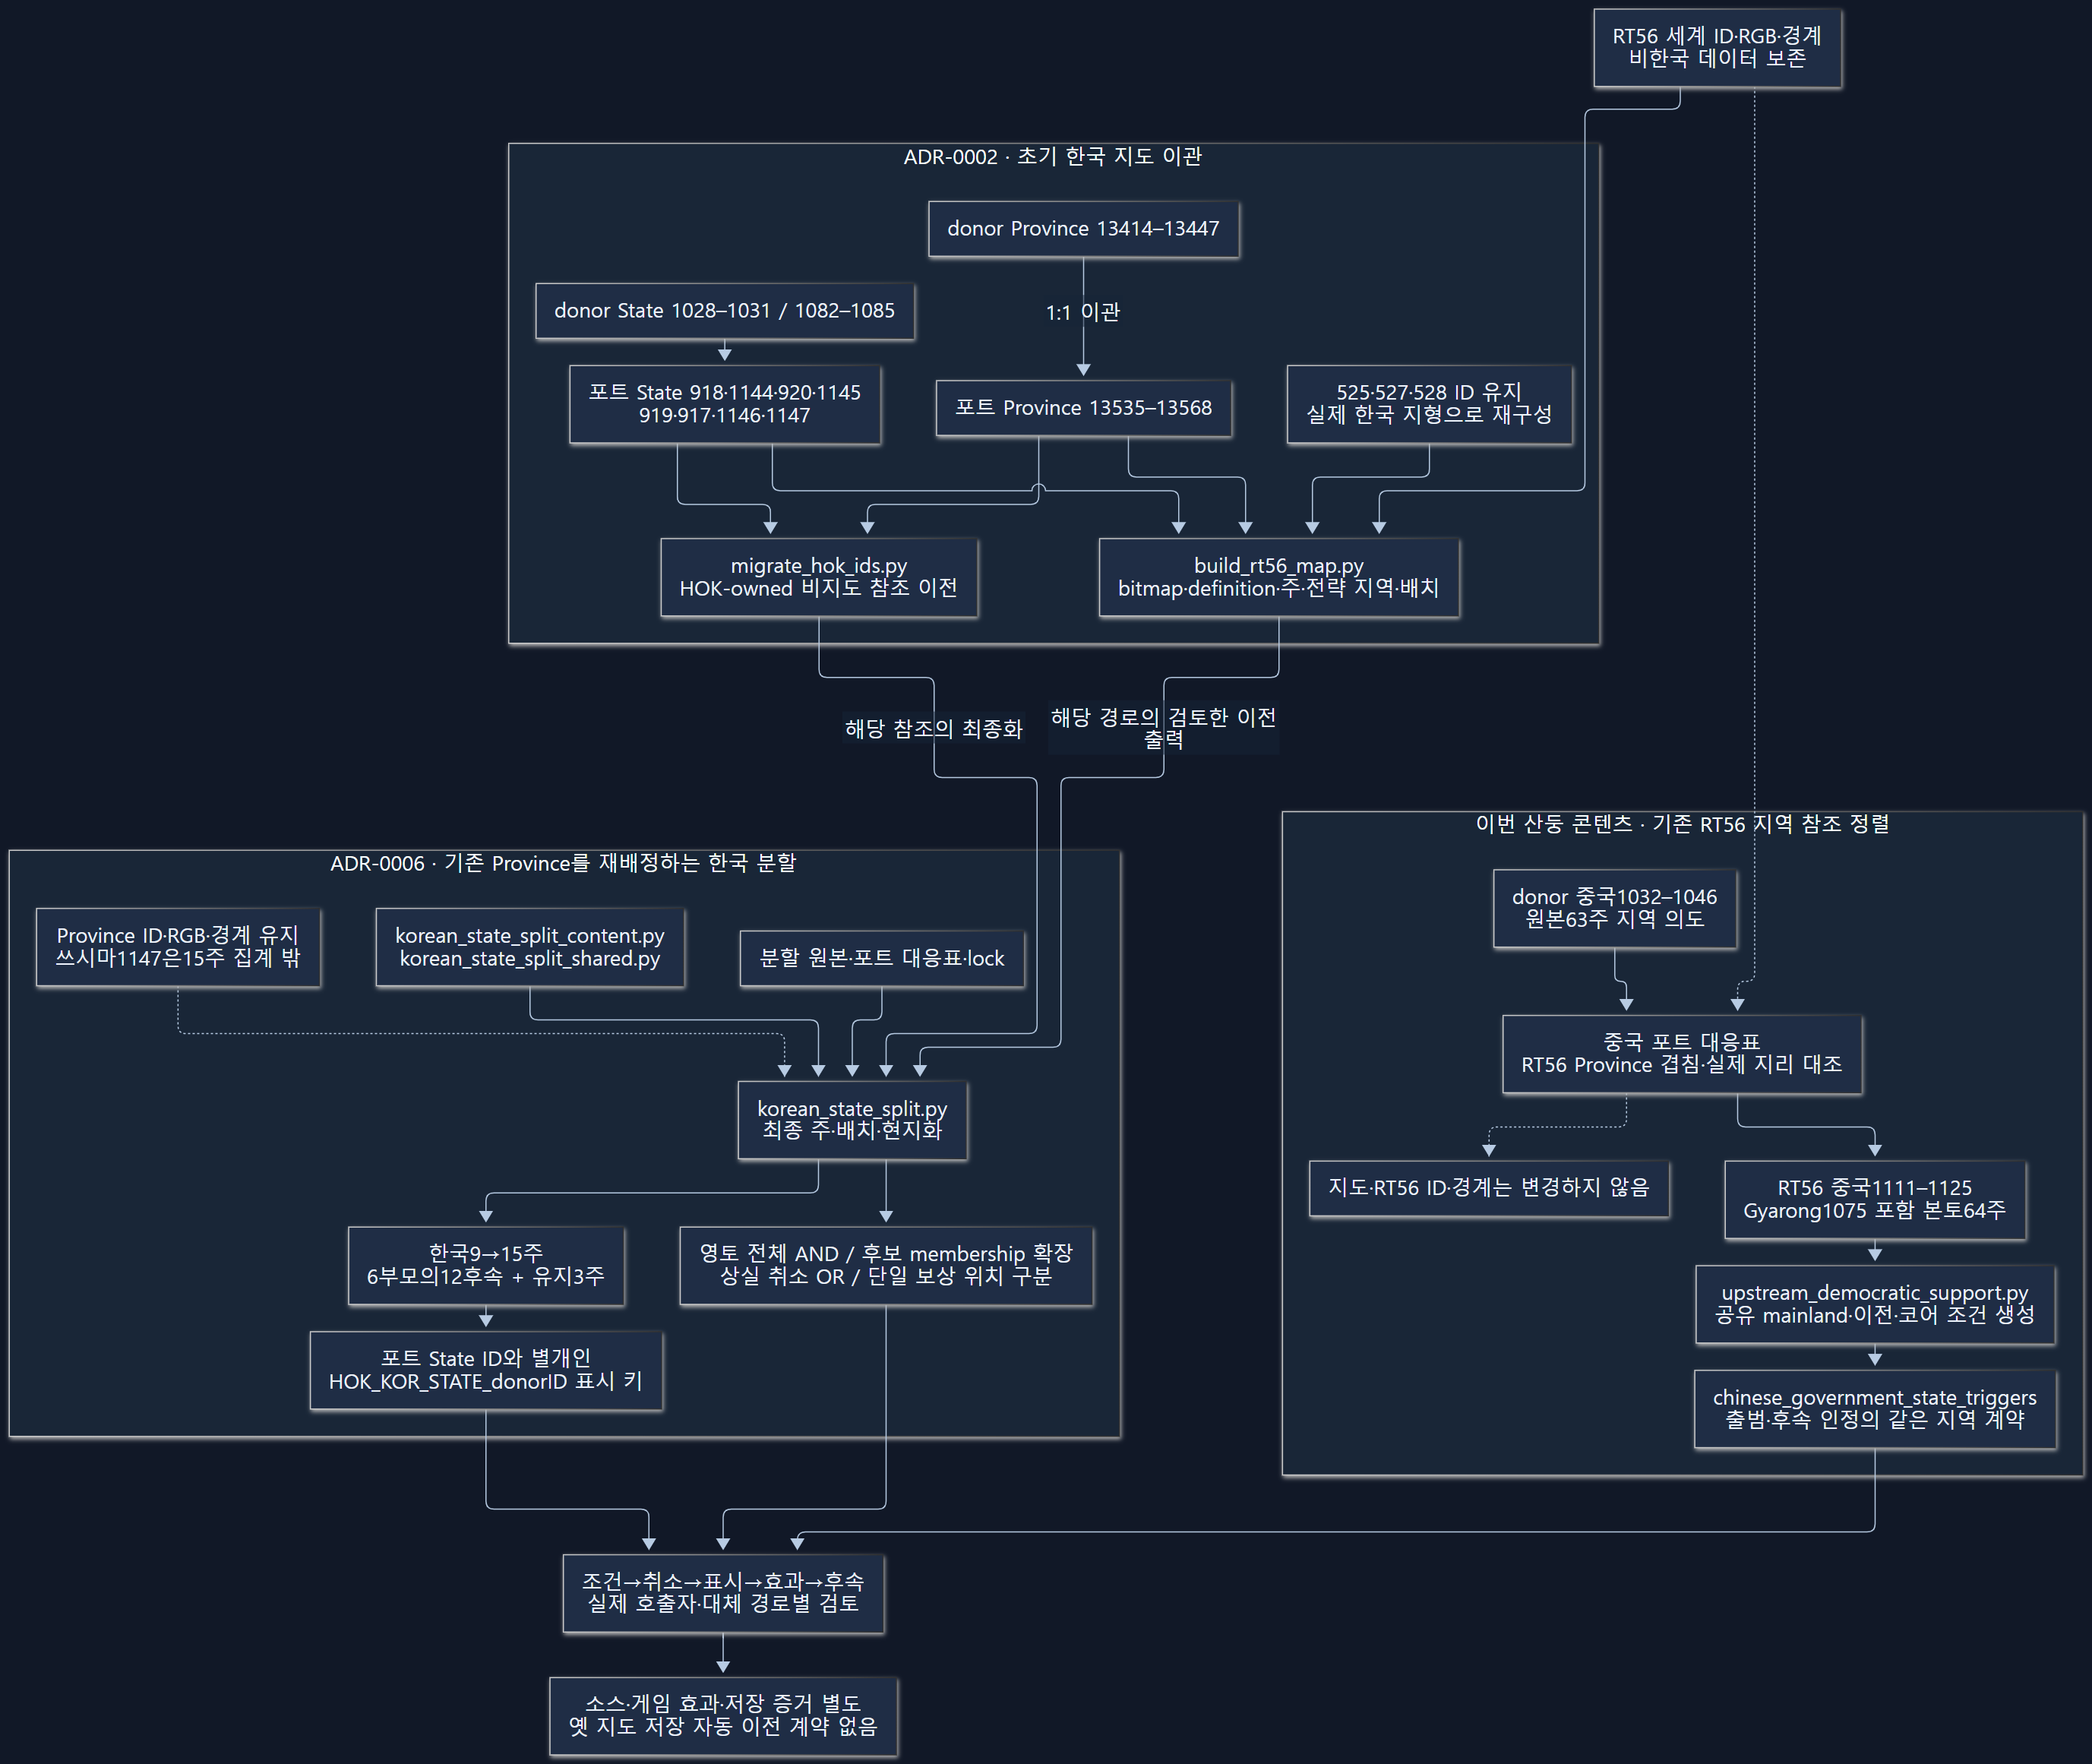 RT56 세계 ID·RGB·경계
비한국 데이터 보존
ADR-0002 · 초기 한국 지도 이관
donor Province 13414–13447
donor State 1028–1031 / 1082–1085
1:1 이관
포트 State 918·1144·920·1145
919·917·1146·1147
포트 Province 13535–13568
525·527·528 ID 유지
실제 한국 지형으로 재구성
migrate_hok_ids.py
HOK-owned 비지도 참조 이전
build_rt56_map.py
bitmap·definition·주·전략 지역·배치
해당 참조의 최종화
해당 경로의 검토한 이전
출력
ADR-0006 · 기존 Province를 재배정하는 한국 분할
Province ID·RGB·경계 유지
쓰시마1147은15주 집계 밖
korean_state_split_content.py
korean_state_split_shared.py
분할 원본·포트 대응표·lock
korean_state_split.py
최종 주·배치·현지화
한국9→15주
6부모의12후속 + 유지3주
영토 전체 AND / 후보 membership 확장
상실 취소 OR / 단일 보상 위치 구분
포트 State ID와 별개인
HOK_KOR_STATE_donorID 표시 키
이번 산둥 콘텐츠 · 기존 RT56 지역 참조 정렬
donor 중국1032–1046
원본63주 지역 의도
중국 포트 대응표
RT56 Province 겹침·실제 지리 대조
지도·RT56 ID·경계는 변경하지 않음
RT56 중국1111–1125
Gyarong1075 포함 본토64주
upstream_democratic_support.py
공유 mainland·이전·코어 조건 생성
chinese_government_state_triggers
출범·후속 인정의 같은 지역 계약
조건→취소→표시→효과→후속
실제 호출자·대체 경로별 검토
소스·게임 효과·저장 증거 별도
옛 지도 저장 자동 이전 계약 없음